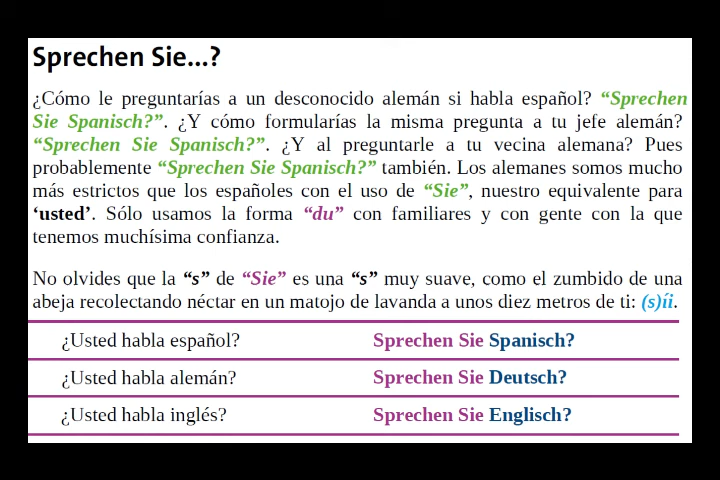 Sprechen Sie...?
¿Cómo le preguntarías a un desconocido alemán si habla español? “Sprechen
Sie Spanisch?”. ¿Y cómo formularías la misma pregunta a tu jefe alemán?
“Sprechen Sie Spanisch?”. ¿Y al preguntarle a tu vecina alemana? Pues
probablemente “Sprechen Sie Spanisch?” también. Los alemanes somos mucho
más estrictos que los españoles con el uso de “Sie”, nuestro equivalente para
‘usted’. Sólo usamos la forma “du” con familiares y con gente con la que
tenemos muchísima confianza.
No olvides que la “s” de “Sie” es una “s” muy suave, como el zumbido de una
abeja recolectando néctar en un matojo de lavanda a unos diez metros de ti: (s)íi.
¿Usted habla español? Sprechen Sie Spanisch?
¿Usted habla alemán? Sprechen Sie Deutsch?
¿Usted habla inglés? Sprechen Sie Englisch?